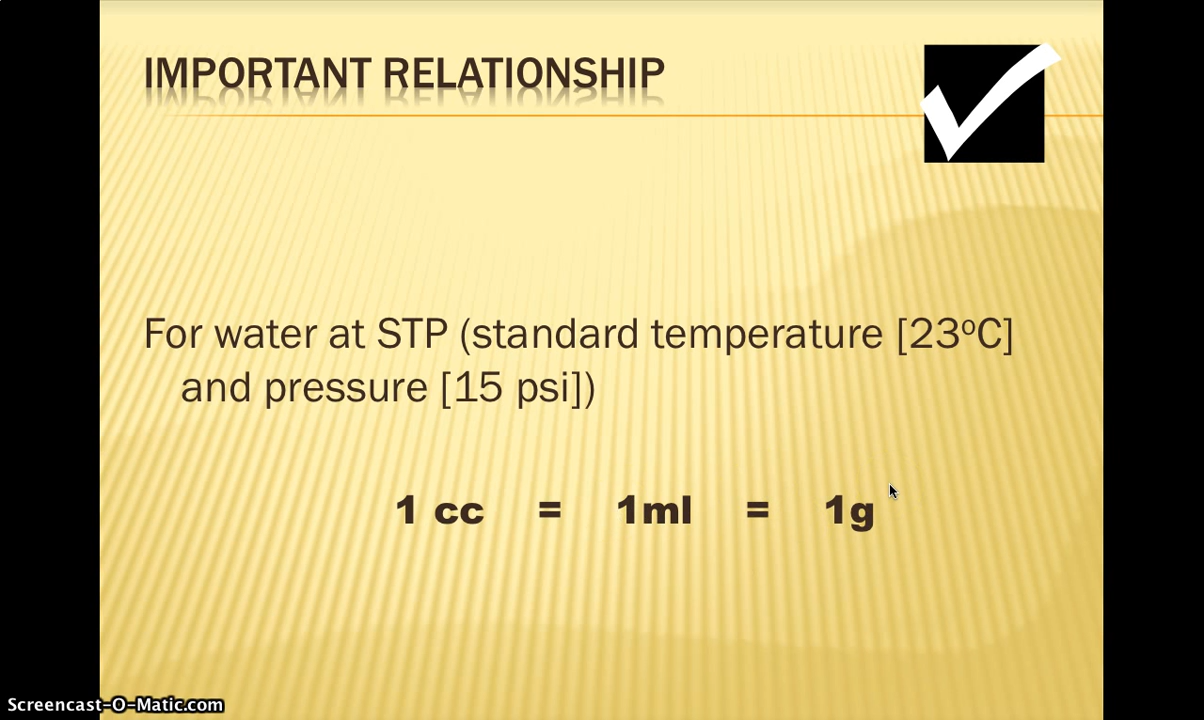 IMPORTANT RELATIONSHIP
For water at STP (standard temperature [23ºC]
and pressure [15 psi])
1 cc = 1ml = 1g
Screencast-O-Matic.com